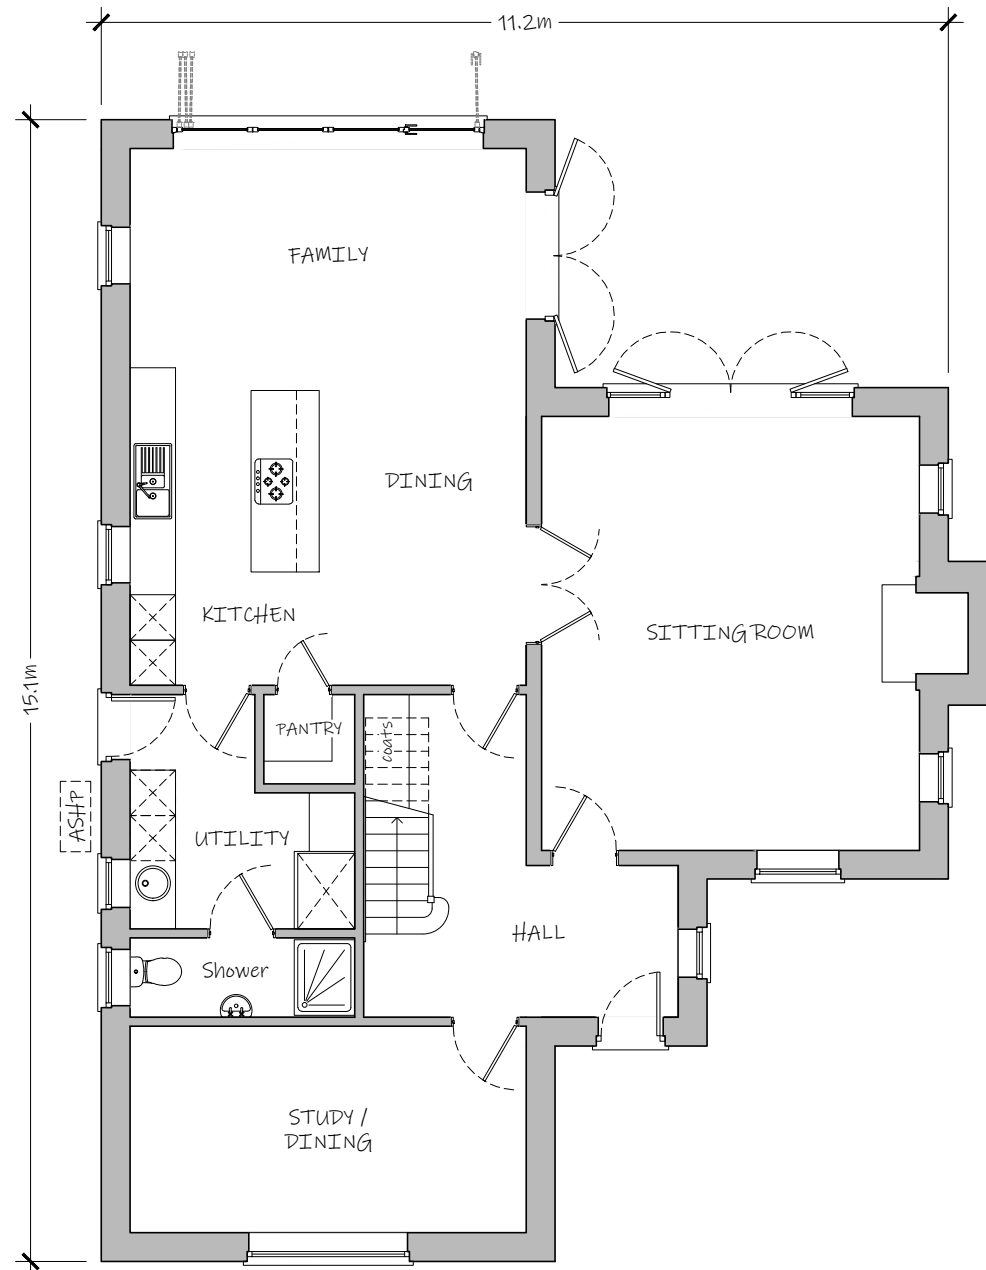 11.2m
FAMILY
DINING
KITCHEN
SITTING ROOM
15.1m
PANTRY
coats
ASHP
UTILITY
HALL
Shower
STUDY /
DINING